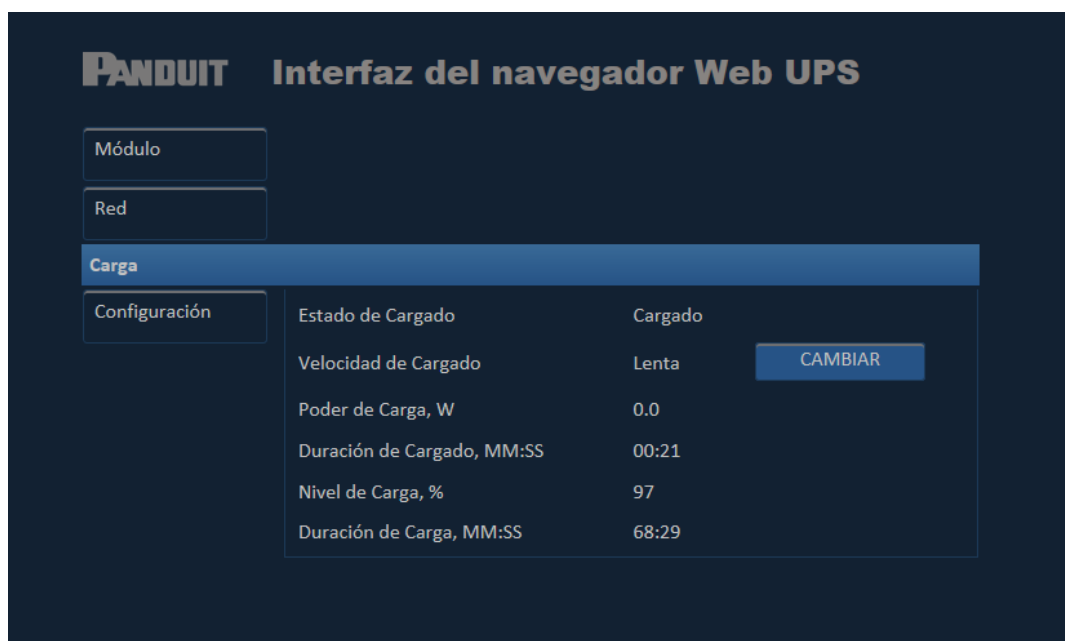 PANDUIT Interfaz del navegador Web UPS
Módulo
Red
Carga
Configuración
Estado de Cargado Cargado
Velocidad de Cargado Lenta CAMBIAR
Poder de Carga, W 0.0
Duración de Cargado, MM:SS 00:21
Nivel de Carga, % 97
Duración de Carga, MM:SS 68:29